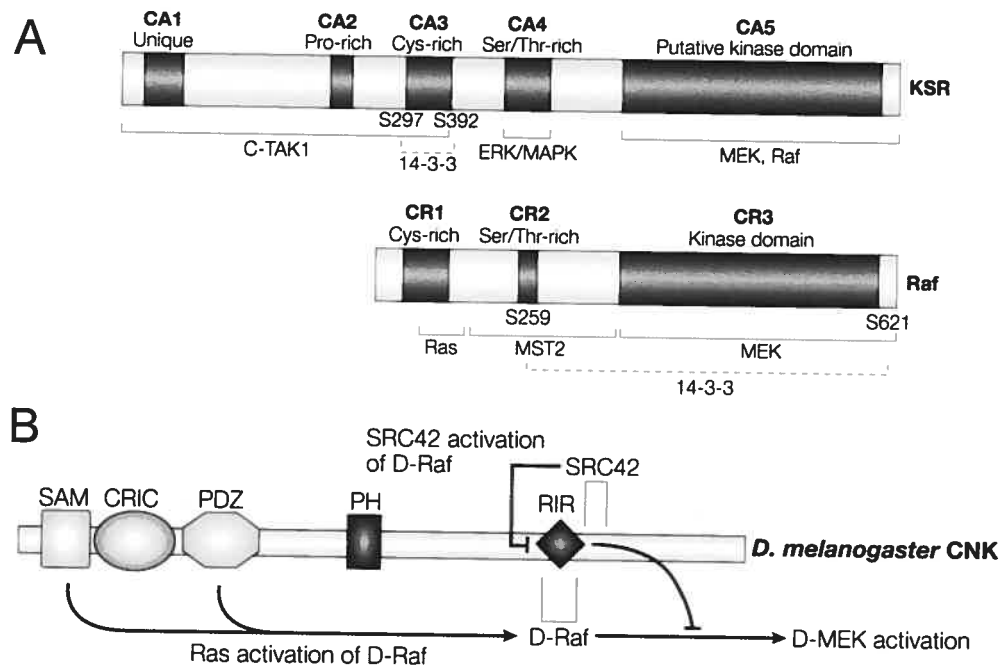 A
CA1 CA2 CA3 CA4 CA5
Unique Pro-rich Cys-rich Ser/Thr-rich Putative kinase domain
KSR
S297 S392
C-TAK1 14-3-3 ERK/MAPK MEK, Raf
CR1 CR2 CR3
Cys-rich Ser/Thr-rich Kinase domain
Raf
S259 S621
Ras MST2 MEK
14-3-3
B
SRC42 activation
of D-Raf
SRC42
SAM CRIC PDZ PH RIR
D. melanogaster CNK
D-Raf D-MEK activation
Ras activation of D-Raf